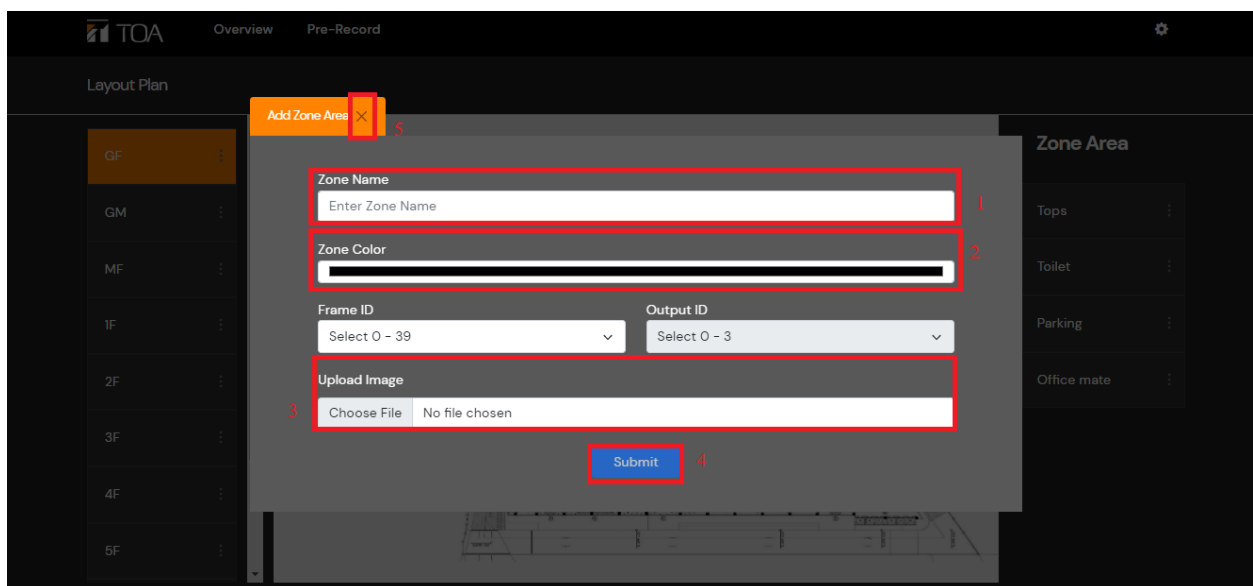 TOA Overview Pre-Record
Layout Plan
Add Zone Area × 5
GF
Zone Area
Zone Name
Enter Zone Name 1
GM
Tops
Zone Color 2
MF
Toilet
Frame ID Output ID
1F
Select 0 - 39 Select 0 - 3
Parking
2F
Upload Image
Office mate
3 Choose File No file chosen
3F
Submit 4
4F
5F